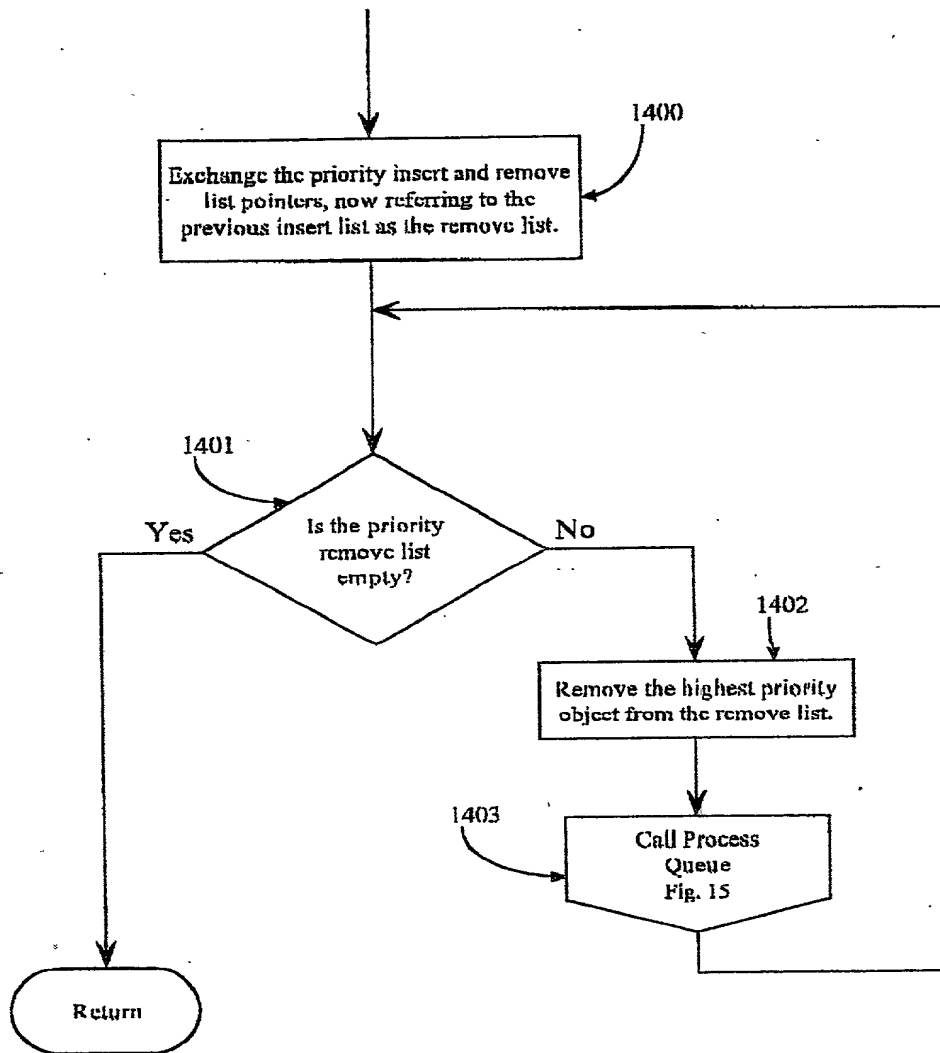 1400
Exchange the priority insert and remove
list pointers, now referring to the
previous insert list as the remove list.
1401
Yes
Is the priority
remove list
empty?
No
1402
Remove the highest priority
object from the remove list.
1403
Call Process
Queue
Fig. 15
Return